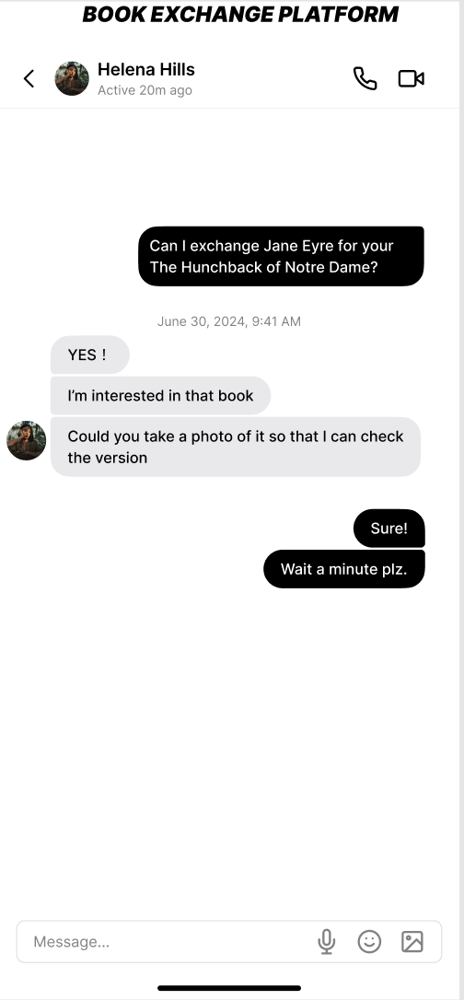 BOOK EXCHANGE PLATFORM
Helena Hills
Active 20m ago
Can I exchange Jane Eyre for your
The Hunchback of Notre Dame?
June 30, 2024, 9:41 AM
YES !
I’m interested in that book
Could you take a photo of it so that I can check
the version
Sure!
Wait a minute plz.
Message...